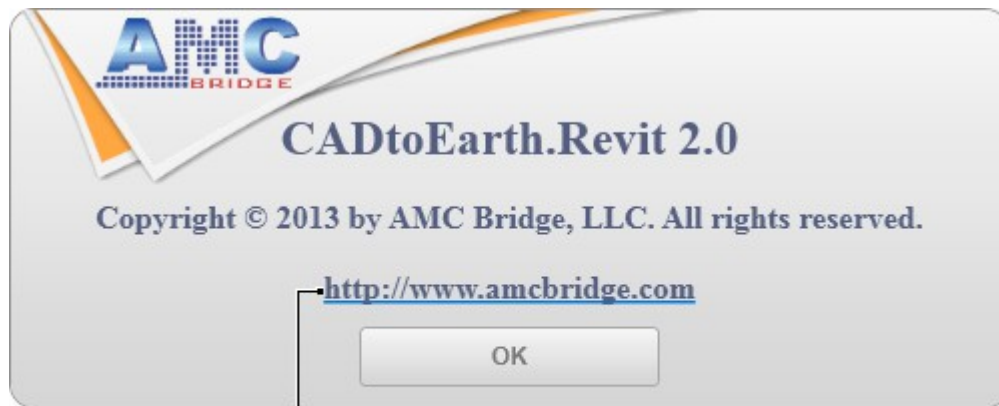 AMC
BRIDGE
CADtoEarth.Revit 2.0
Copyright © 2013 by AMC Bridge, LLC. All rights reserved.
http://www.amcbridge.com
OK